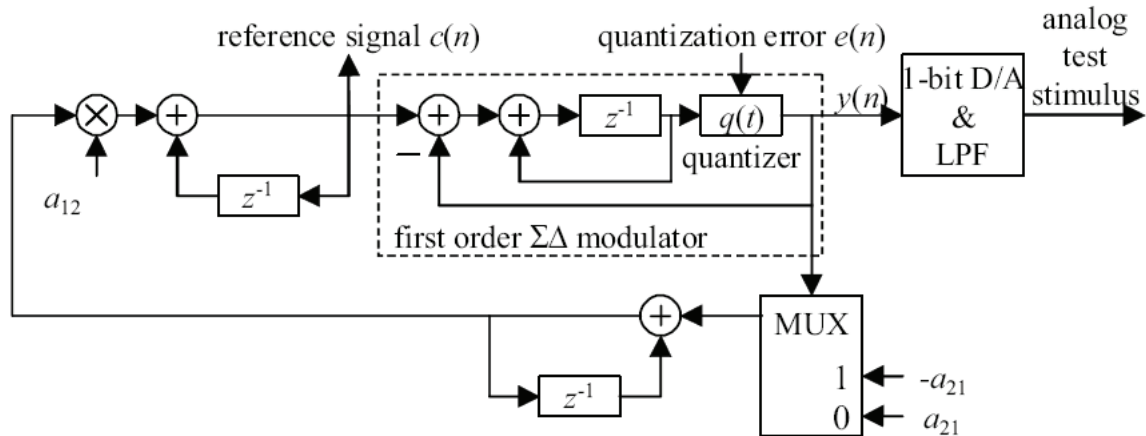 reference signal c(n)
quantization error e(n)
analog
test
stimulus
1-bit D/A
&
LPF
y(n)
× + + + z⁻¹ q(t)
−
quantizer
a₁₂
z⁻¹
first order ΣΔ modulator
+
MUX
1
-a₂₁
0
a₂₁
z⁻¹